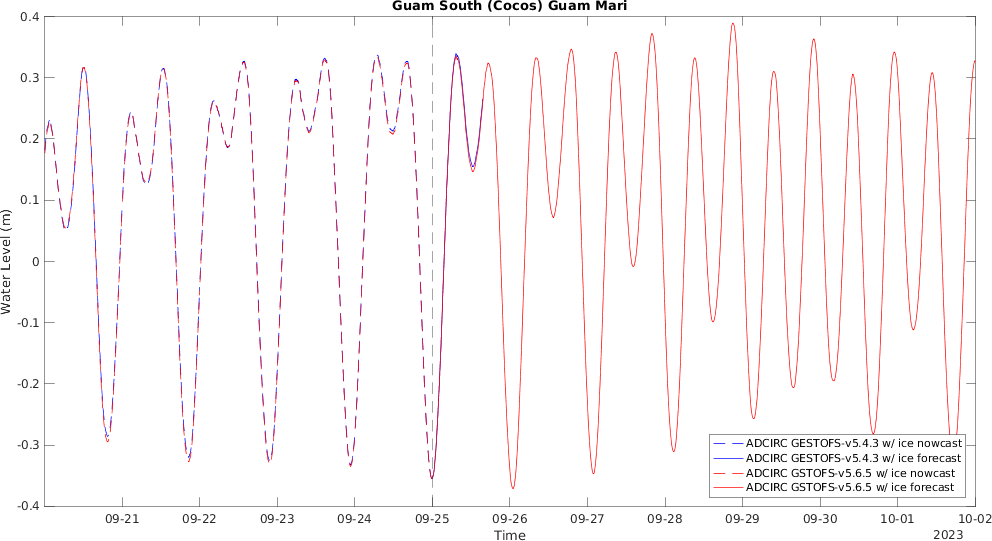 Guam South (Cocos) Guam Mari
0.4
0.3
0.2
0.1
0
-0.1
-0.2
-0.3
-0.4
Water Level (m)
09-21 09-22 09-23 09-24 09-25 09-26 09-27 09-28 09-29 09-30 10-01 10-02
Time
2023
ADCIRC GESTOFS-v5.4.3 w/ ice nowcast
ADCIRC GESTOFS-v5.4.3 w/ ice forecast
ADCIRC GSTOFS-v5.6.5 w/ ice nowcast
ADCIRC GSTOFS-v5.6.5 w/ ice forecast